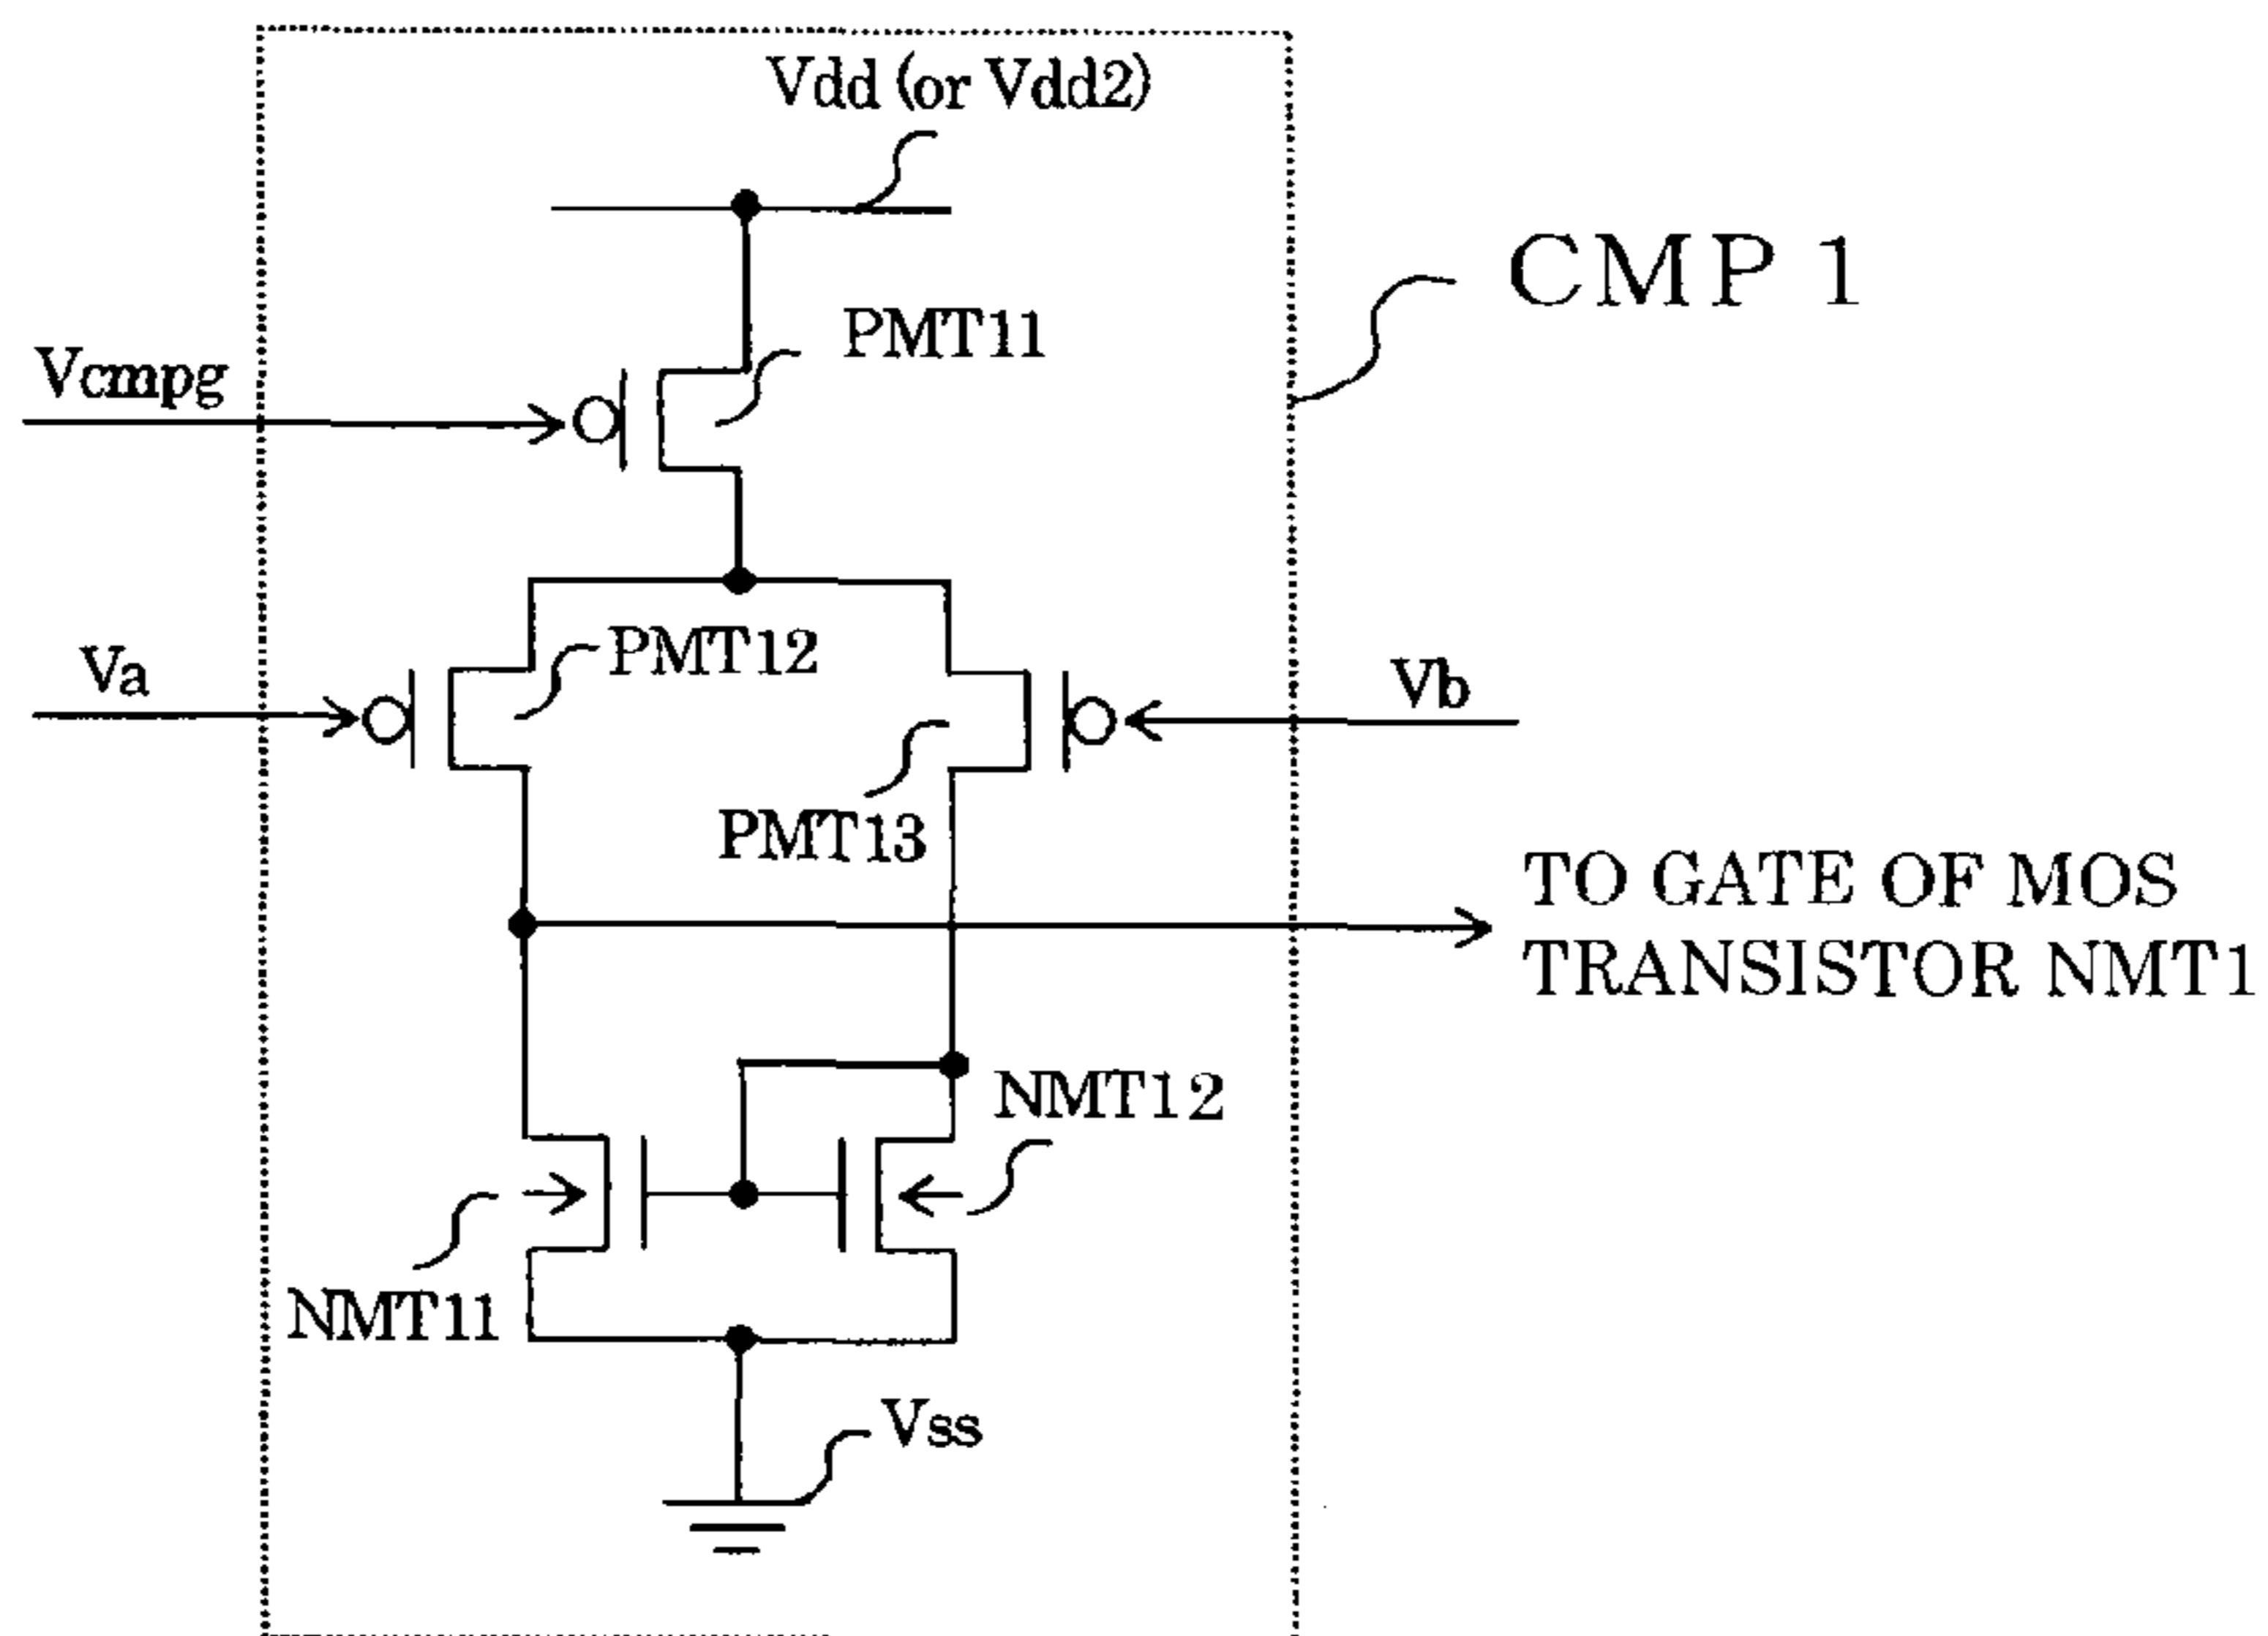 Vdd (or Vdd2)
CMP 1
PMT11
Vcmpg
PMT12
Va
Vb
PMT13
TO GATE OF MOS
TRANSISTOR NMT1
NMT12
NMT11
Vss